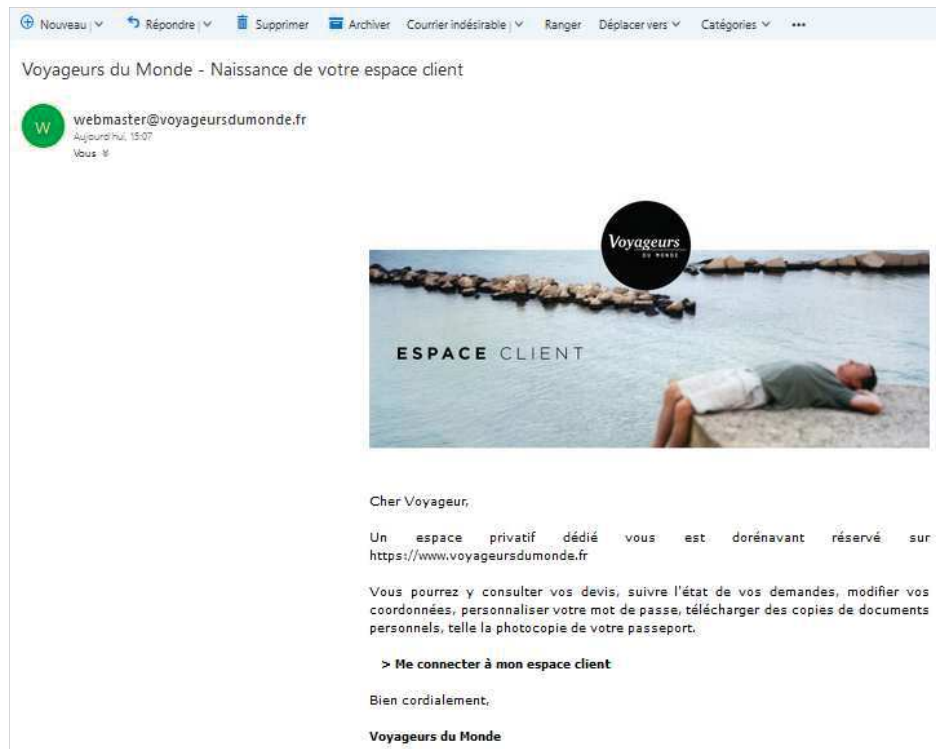 Nouveau | Répondre | Supprimer Archiver Courrier indésirable | Ranger Déplacer vers Catégories ...
Voyageurs du Monde - Naissance de votre espace client
W
webmaster@voyageursdumonde.fr
Aujourd'hui, 15:07
Vous
Voyageurs
DU MONDE
ESPACE CLIENT
Cher Voyageur,
Un espace privatif dédié vous est dorénavant réservé sur
https://www.voyageursdumonde.fr
Vous pourrez y consulter vos devis, suivre l'état de vos demandes, modifier vos
coordonnées, personnaliser votre mot de passe, télécharger des copies de documents
personnels, telle la photocopie de votre passeport.
> Me connecter à mon espace client
Bien cordialement,
Voyageurs du Monde